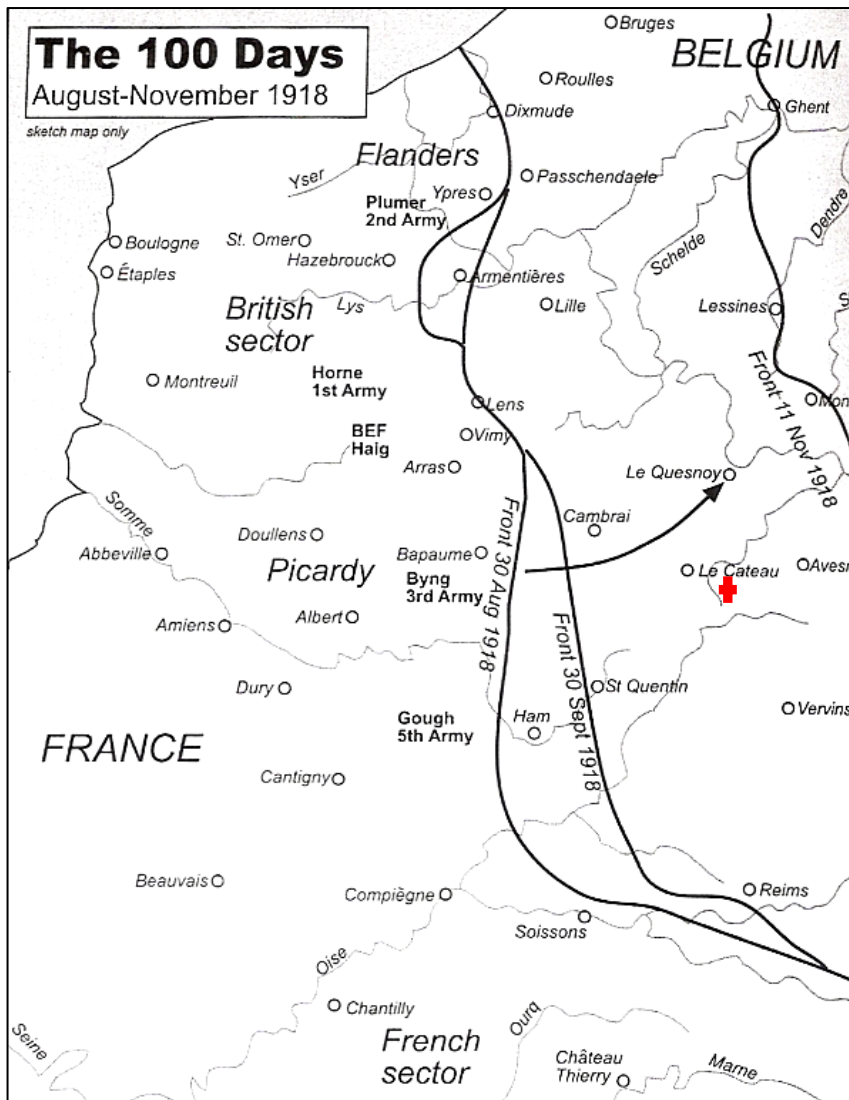 The 100 Days
August-November 1918
sketch map only
Bruges
BELGIUM
Roulles
Ghent
Dixmude
Flanders
Yser
Passchendaele
Ypres
Plumer
2nd Army
Dendre
Boulogne
St. Omer
Schelde
Hazebrouck
Étaples
Armentières
Lys
Lille
Lessines
S
British
sector
Front 11 Nov 1918
Montreuil
Horne
1st Army
Mon
Lens
BEF
Haig
Vimy
Arras
Le Quesnoy
Somme
Front 30 Aug 1918
Doullens
Cambrai
Abbeville
Bapaume
Picardy
Byng
3rd Army
Le Cateau
Avesn
Albert
Amiens
Front 30 Sept 1918
Dury
St Quentin
Gough
5th Army
Ham
Vervins
FRANCE
Cantigny
Beauvais
Compiègne
Reims
Soissons
Oise
Chantilly
Ourq
Seine
French
sector
Château
Thierry
Marne